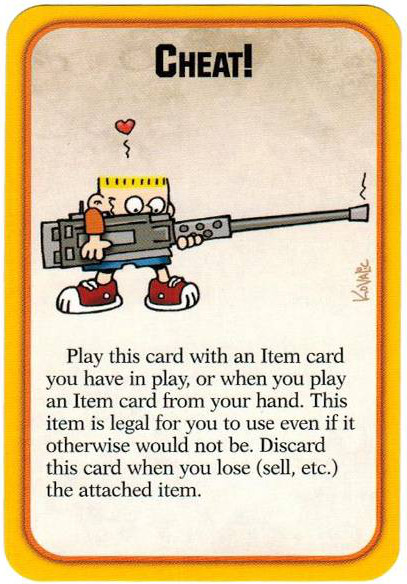 CHEAT!
KOVALIC
Play this card with an Item card
you have in play, or when you play
an Item card from your hand. This
item is legal for you to use even if it
otherwise would not be. Discard
this card when you lose (sell, etc.)
the attached item.